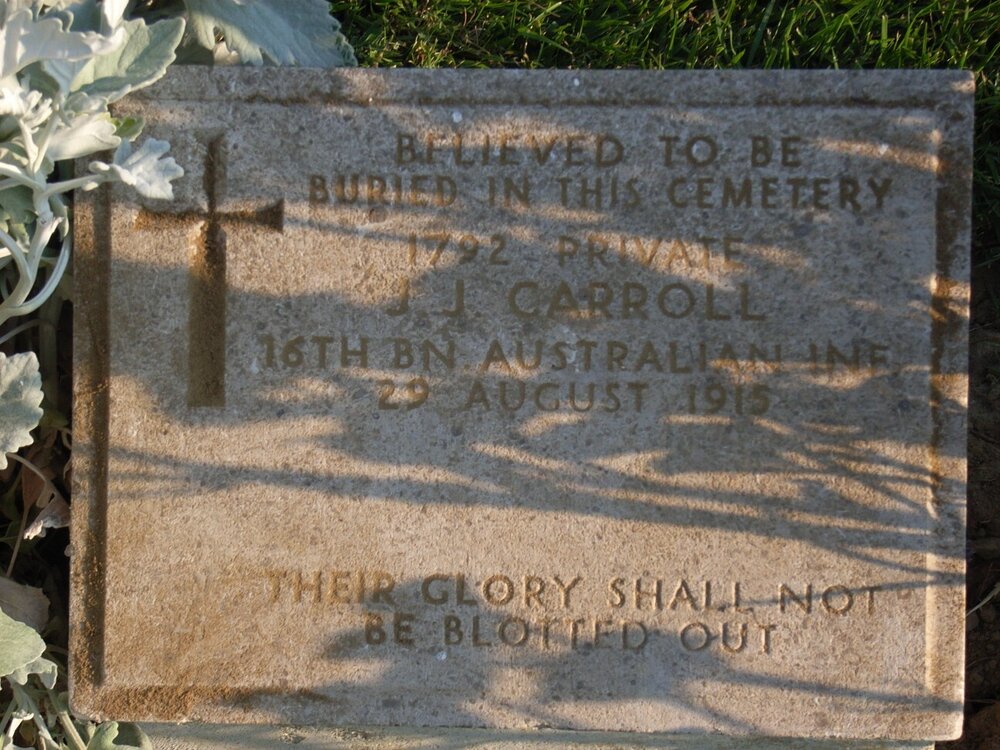 BELIEVED TO BE
BURIED IN THIS CEMETERY
1792 PRIVATE
J. J. CARROLL
16TH BN. AUSTRALIAN INF.
29 AUGUST 1915
THEIR GLORY SHALL NOT
BE BLOTTED OUT